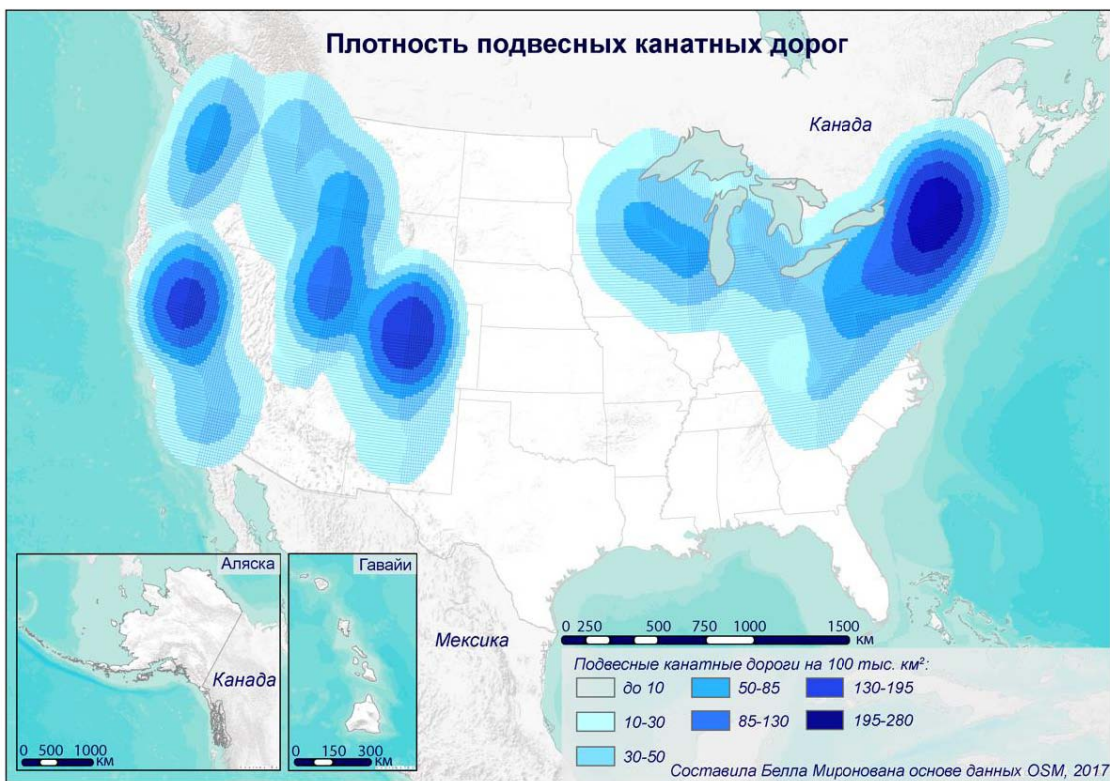 Плотность подвесных канатных дорог
Канада
Аляска
Канада
0 500 1000
км
Гавайи
0 150 300
км
Мексика
0 250 500 750 1000 1500
км
Подвесные канатные дороги на 100 тыс. км²:
до 10
50-85
130-195
10-30
85-130
195-280
30-50
Составила Белла Миронована основе данных OSM, 2017